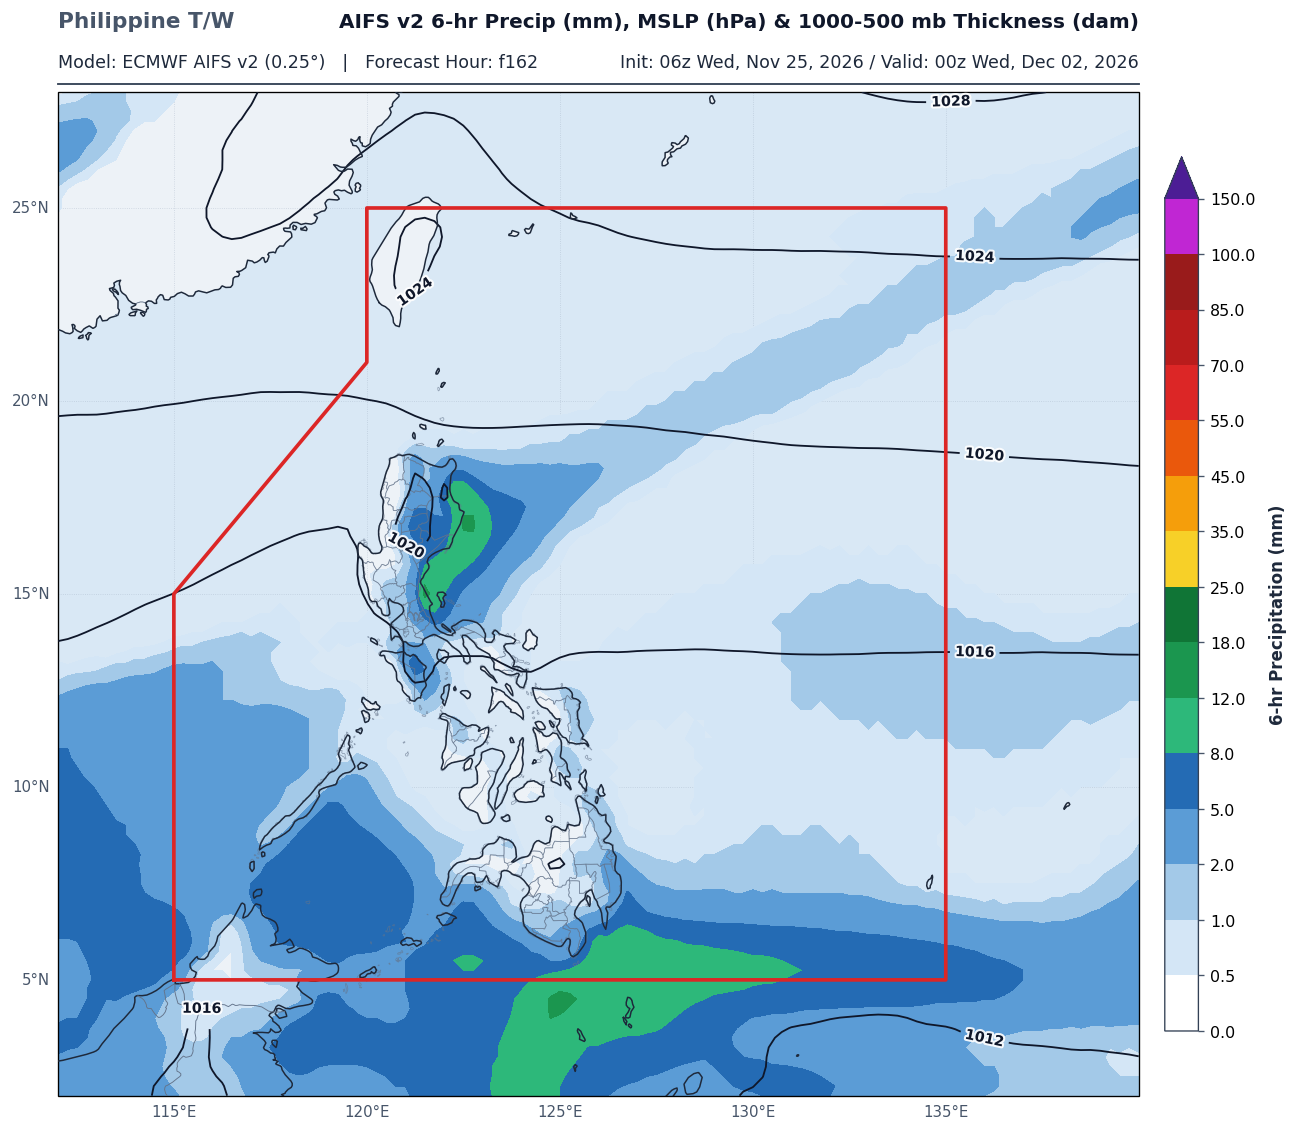 Philippine T/W
AIFS v2 6-hr Precip (mm), MSLP (hPa) & 1000-500 mb Thickness (dam)
Model: ECMWF AIFS v2 (0.25°)   |   Forecast Hour: f162
Init: 06z Wed, Nov 25, 2026 / Valid: 00z Wed, Dec 02, 2026
1028
1024
1024
1020
1020
1016
1016
1012
25°N
20°N
15°N
10°N
5°N
115°E
120°E
125°E
130°E
135°E
150.0
100.0
85.0
70.0
55.0
45.0
35.0
25.0
18.0
12.0
8.0
5.0
2.0
1.0
0.5
0.0
6-hr Precipitation (mm)